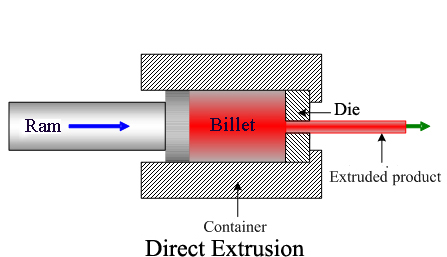 Die
Ram
Billet
Extruded product
Container
Direct Extrusion